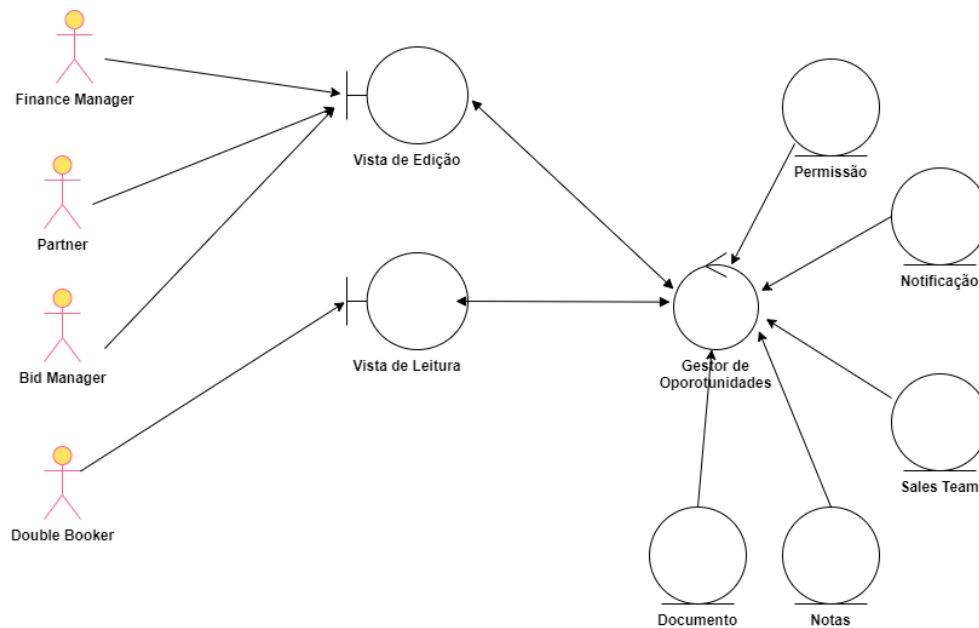 Finance Manager
Vista de Edição
Permissão
Partner
Notificação
Bid Manager
Vista de Leitura
Gestor de
Oporotunidades
Sales Team
Double Booker
Documento
Notas